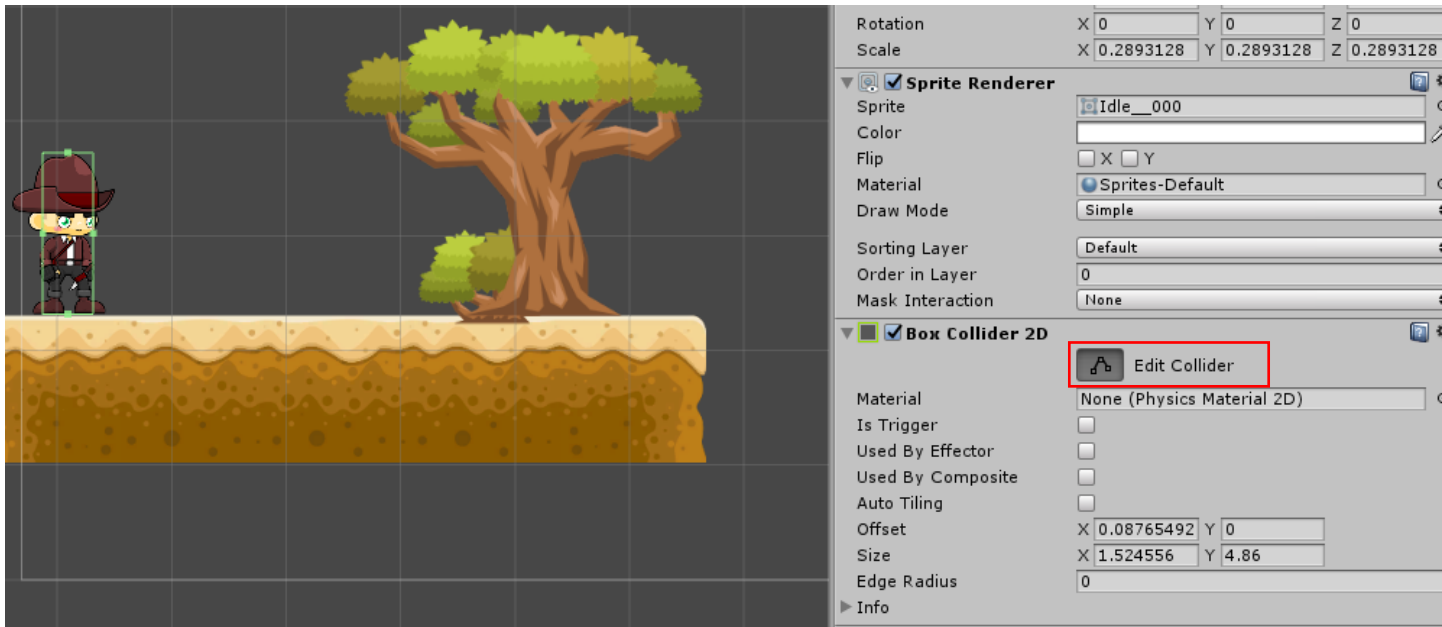 Rotation X 0 Y 0 Z 0
Scale X 0.2893128 Y 0.2893128 Z 0.2893128
Sprite Renderer
Sprite Idle__000
Color
Flip X Y
Material Sprites-Default
Draw Mode Simple
Sorting Layer Default
Order in Layer 0
Mask Interaction None
Box Collider 2D
Edit Collider
Material None (Physics Material 2D)
Is Trigger
Used By Effector
Used By Composite
Auto Tiling
Offset X 0.08765492 Y 0
Size X 1.524556 Y 4.86
Edge Radius 0
Info